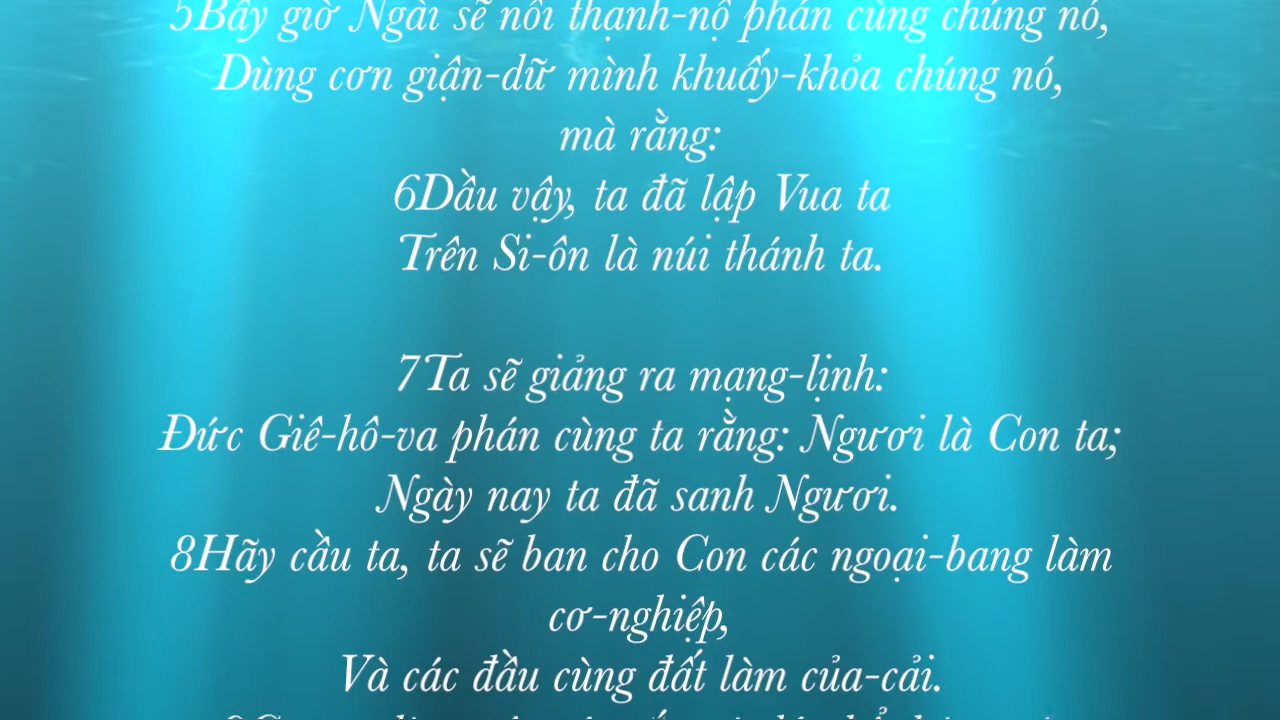 5Bấy giờ Ngài sẽ nổi thạnh-nộ phán cùng chúng nó,
Dùng cơn giận-dữ mình khuấy-khỏa chúng nó,
mà rằng:
6Dầu vậy, ta đã lập Vua ta
Trên Si-ôn là núi thánh ta.
7Ta sẽ giảng ra mạng-lịnh:
Đức Giê-hô-va phán cùng ta rằng: Ngươi là Con ta;
Ngày nay ta đã sanh Ngươi.
8Hãy cầu ta, ta sẽ ban cho Con các ngoại-bang làm
cơ-nghiệp,
Và các đầu cùng đất làm của-cải.